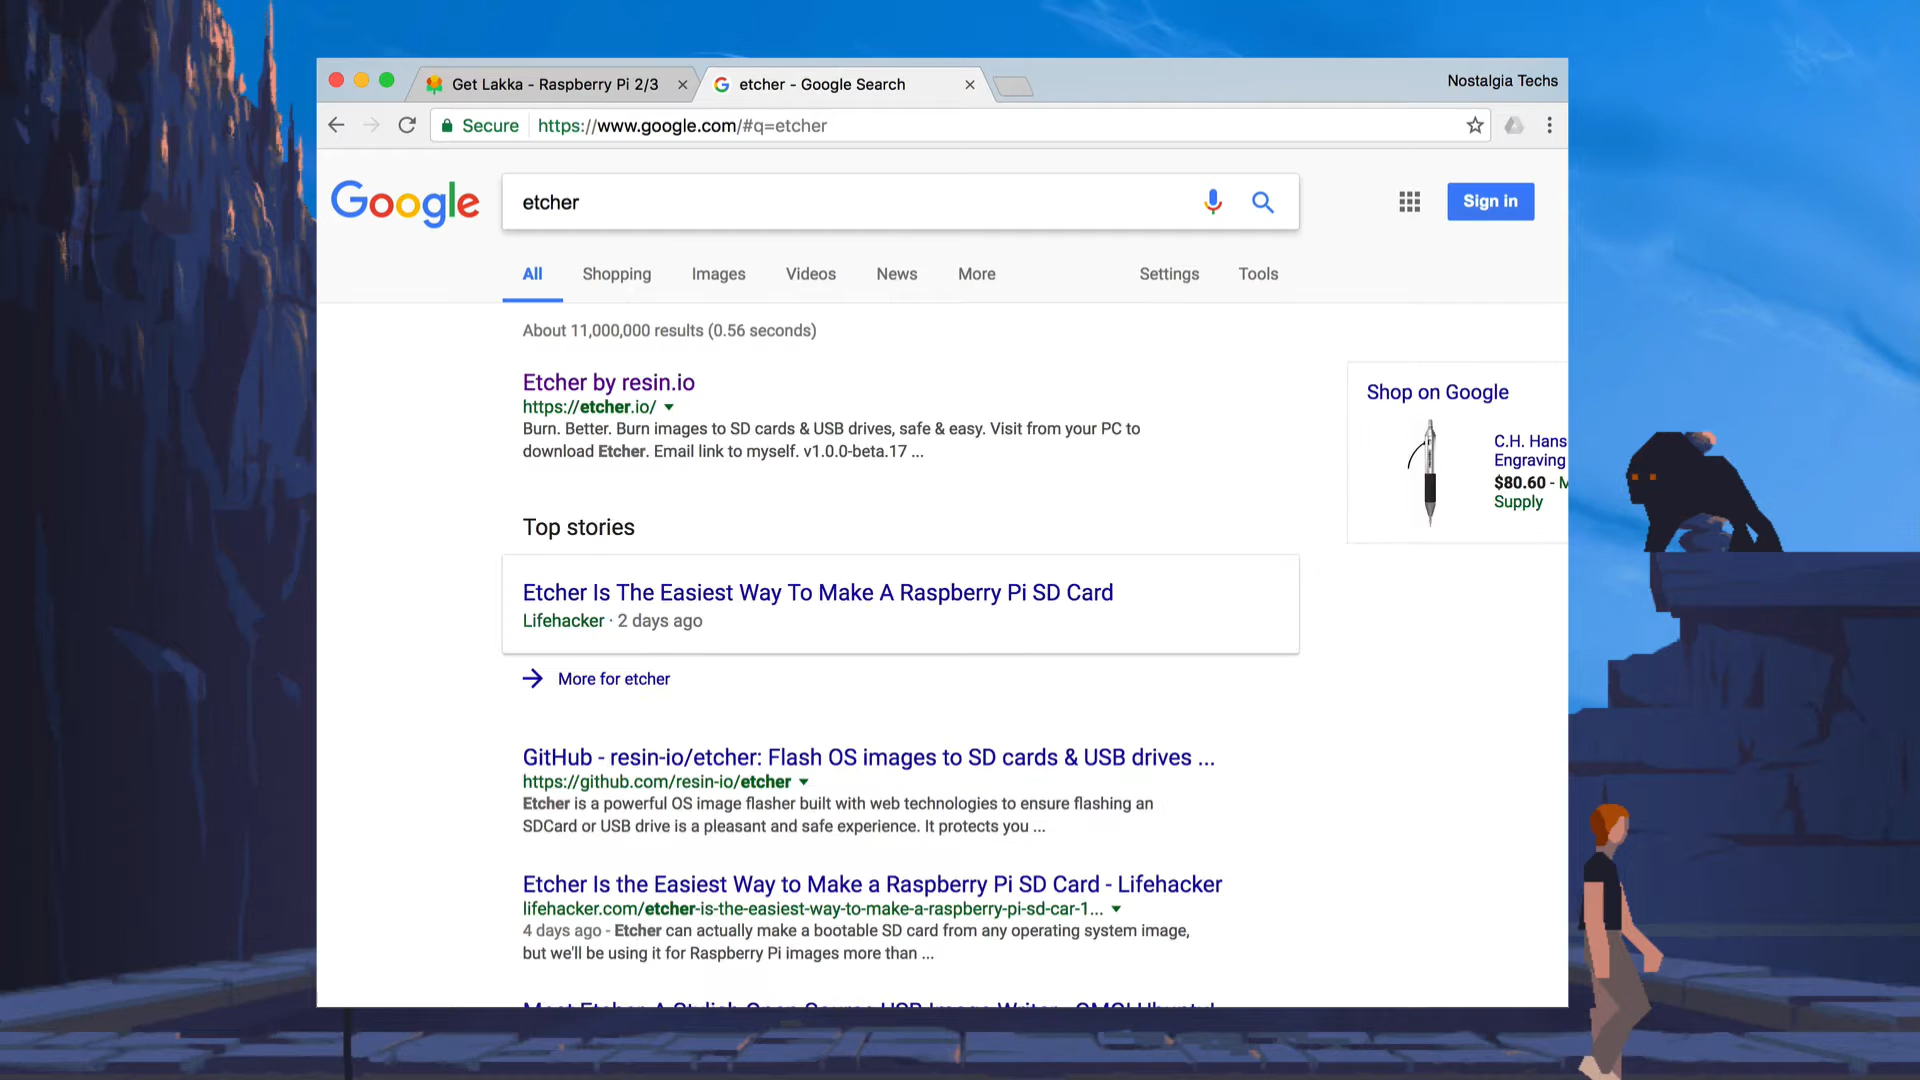 Get Lakka - Raspberry Pi 2/3
etcher - Google Search
Nostalgia Techs
Secure https://www.google.com/#q=etcher
Google
etcher
Sign in
All Shopping Images Videos News More Settings Tools
About 11,000,000 results (0.56 seconds)
Etcher by resin.io
https://etcher.io/
Burn. Better. Burn images to SD cards & USB drives, safe & easy. Visit from your PC to
download Etcher. Email link to myself. v1.0.0-beta.17 ...
Shop on Google
C.H. Hans
Engraving
$80.60 - M
Supply
Top stories
Etcher Is The Easiest Way To Make A Raspberry Pi SD Card
Lifehacker · 2 days ago
More for etcher
GitHub - resin-io/etcher: Flash OS images to SD cards & USB drives ...
https://github.com/resin-io/etcher
Etcher is a powerful OS image flasher built with web technologies to ensure flashing an
SDCard or USB drive is a pleasant and safe experience. It protects you ...
Etcher Is the Easiest Way to Make a Raspberry Pi SD Card - Lifehacker
lifehacker.com/etcher-is-the-easiest-way-to-make-a-raspberry-pi-sd-car-1...
4 days ago - Etcher can actually make a bootable SD card from any operating system image,
but we'll be using it for Raspberry Pi images more than ...
Meet Etcher, A Stylish Open Source USB Image Writer - OMG! Ubuntu!